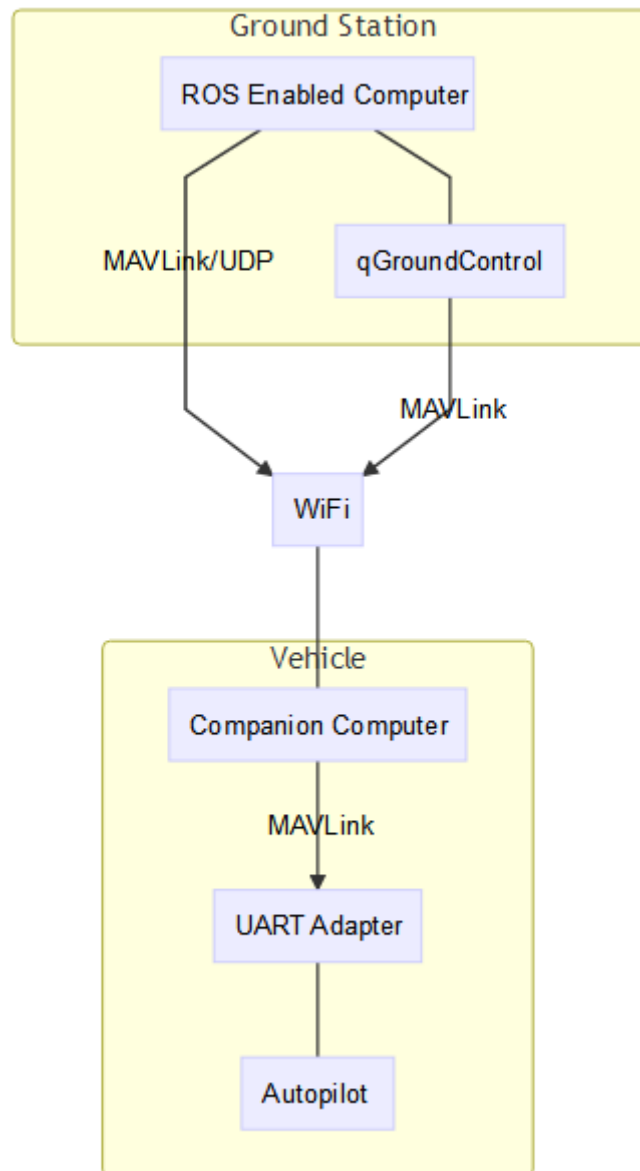 Ground Station
ROS Enabled Computer
MAVLink/UDP
qGroundControl
MAVLink
WiFi
Vehicle
Companion Computer
MAVLink
UART Adapter
Autopilot